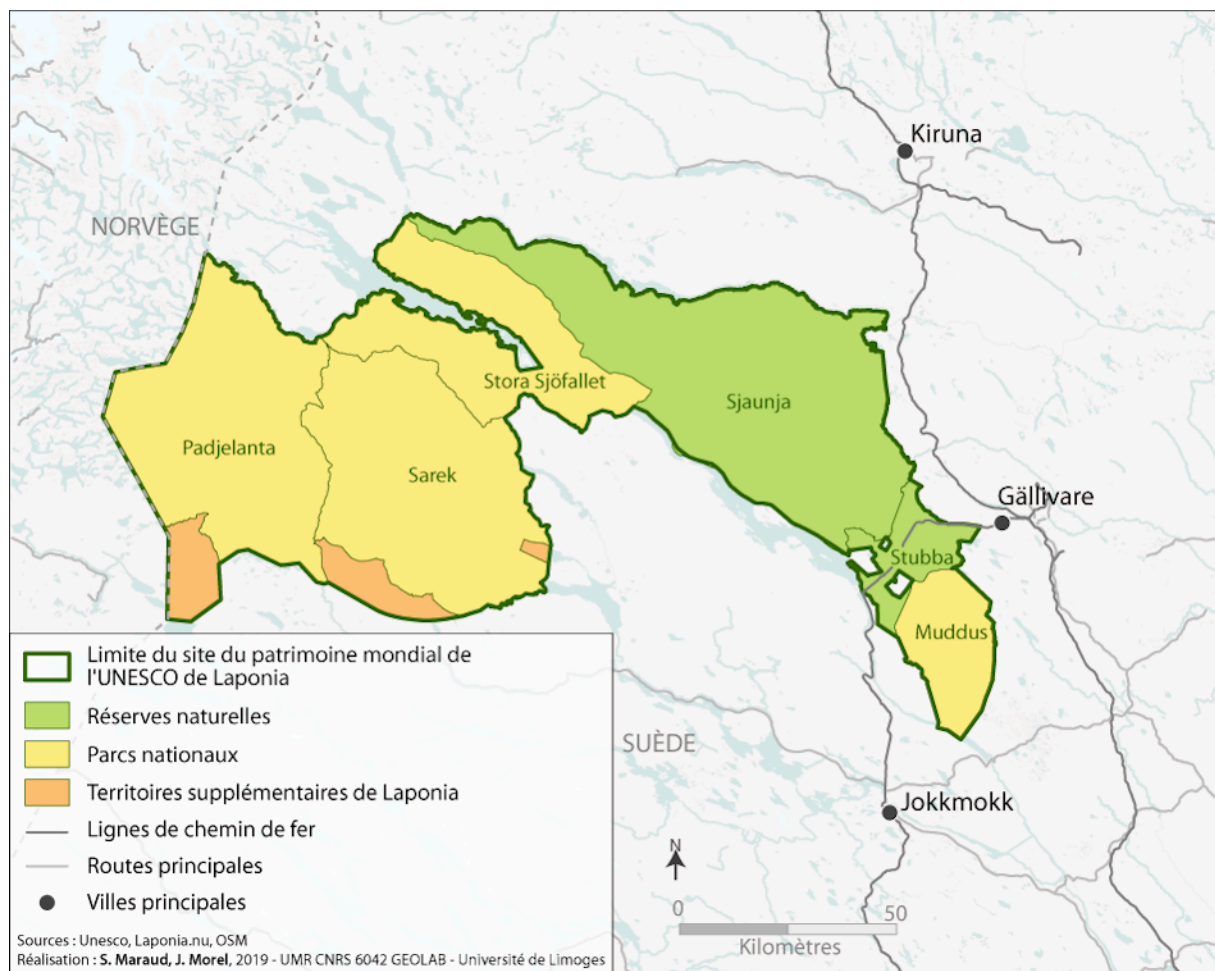 Kiruna
NORVÈGE
Stora Sjöfallet
Sjaunja
Padjelanta
Sarek
Gällivare
Stubba
Muddus
SUÈDE
Jokkmokk
Limite du site du patrimoine mondial de
l'UNESCO de Laponia
Réserves naturelles
Parcs nationaux
Territoires supplémentaires de Laponia
Lignes de chemin de fer
Routes principales
Villes principales
N
0 50
Kilomètres
Sources : Unesco, Laponia.nu, OSM
Réalisation : S. Maraud, J. Morel, 2019 - UMR CNRS 6042 GEOLAB - Université de Limoges